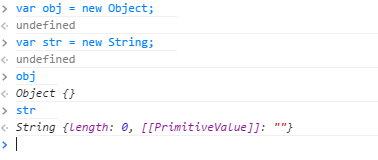 > var obj = new Object;
< undefined
> var str = new String;
< undefined
> obj
< Object {}
> str
< String {length: 0, [[PrimitiveValue]]: ""}
>